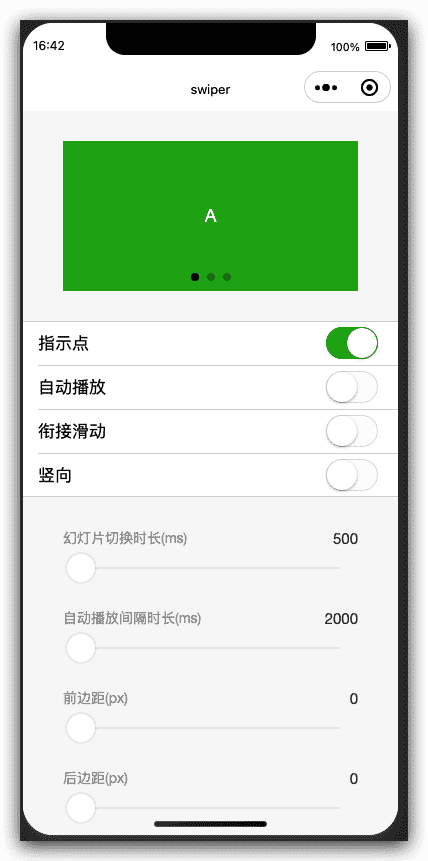 16:42
100%
swiper
A
指示点
自动播放
衔接滑动
竖向
幻灯片切换时长(ms) 500
自动播放间隔时长(ms) 2000
前边距(px) 0
后边距(px) 0